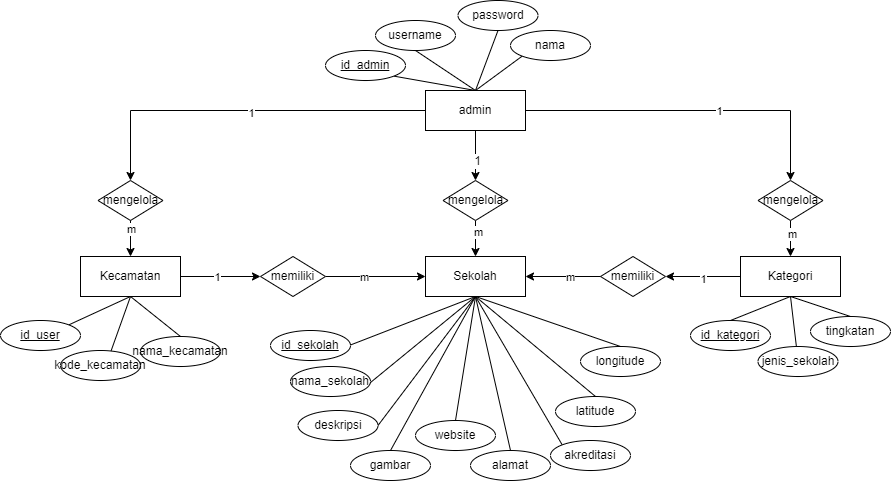 password
username
nama
id_admin
admin
1
1
1
mengelola
mengelola
mengelola
m
m
m
Kecamatan
1
memiliki
m
Sekolah
m
memiliki
1
Kategori
id_user
kode_kecamatan
nama_kecamatan
id_sekolah
nama_sekolah
deskripsi
gambar
website
alamat
akreditasi
latitude
longitude
id_kategori
jenis_sekolah
tingkatan